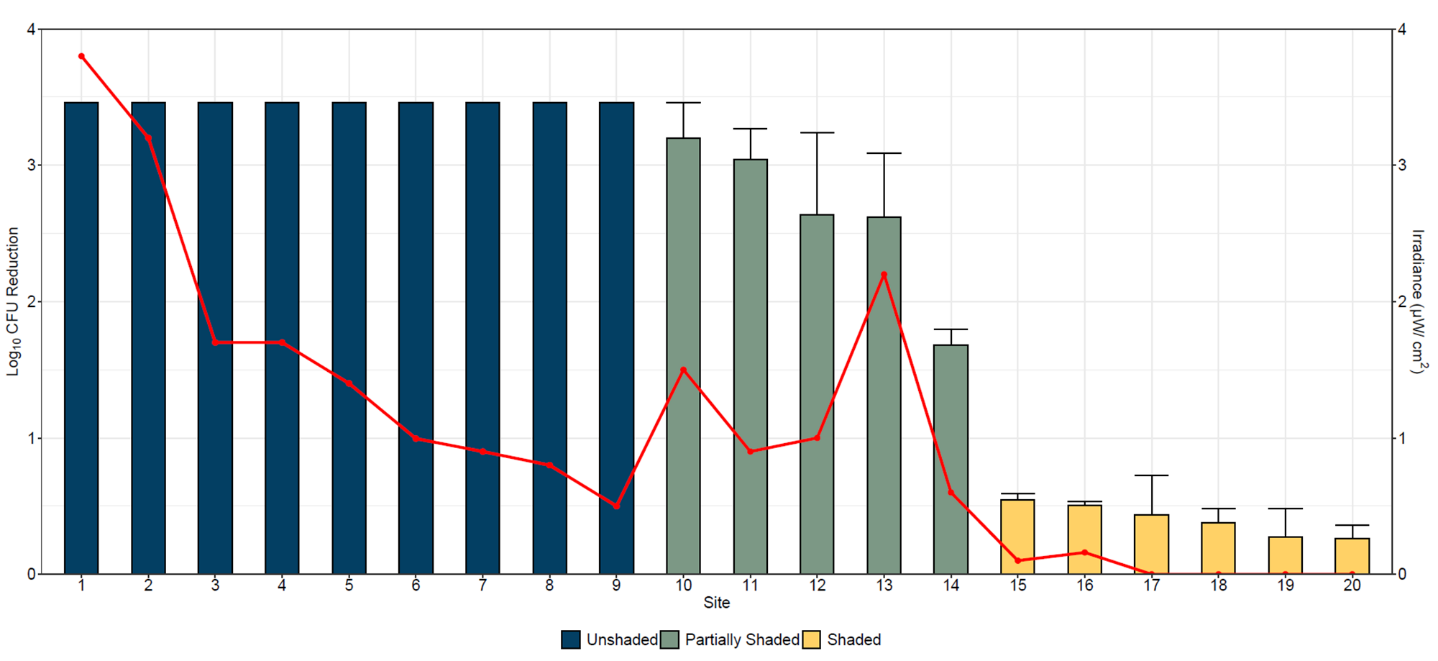 4
3
2
1
0
Log₁₀ CFU Reduction
4
3
2
1
0
Irradiance (μW/ cm²)
1 2 3 4 5 6 7 8 9 10 11 12 13 14 15 16 17 18 19 20
Site
Unshaded Partially Shaded Shaded